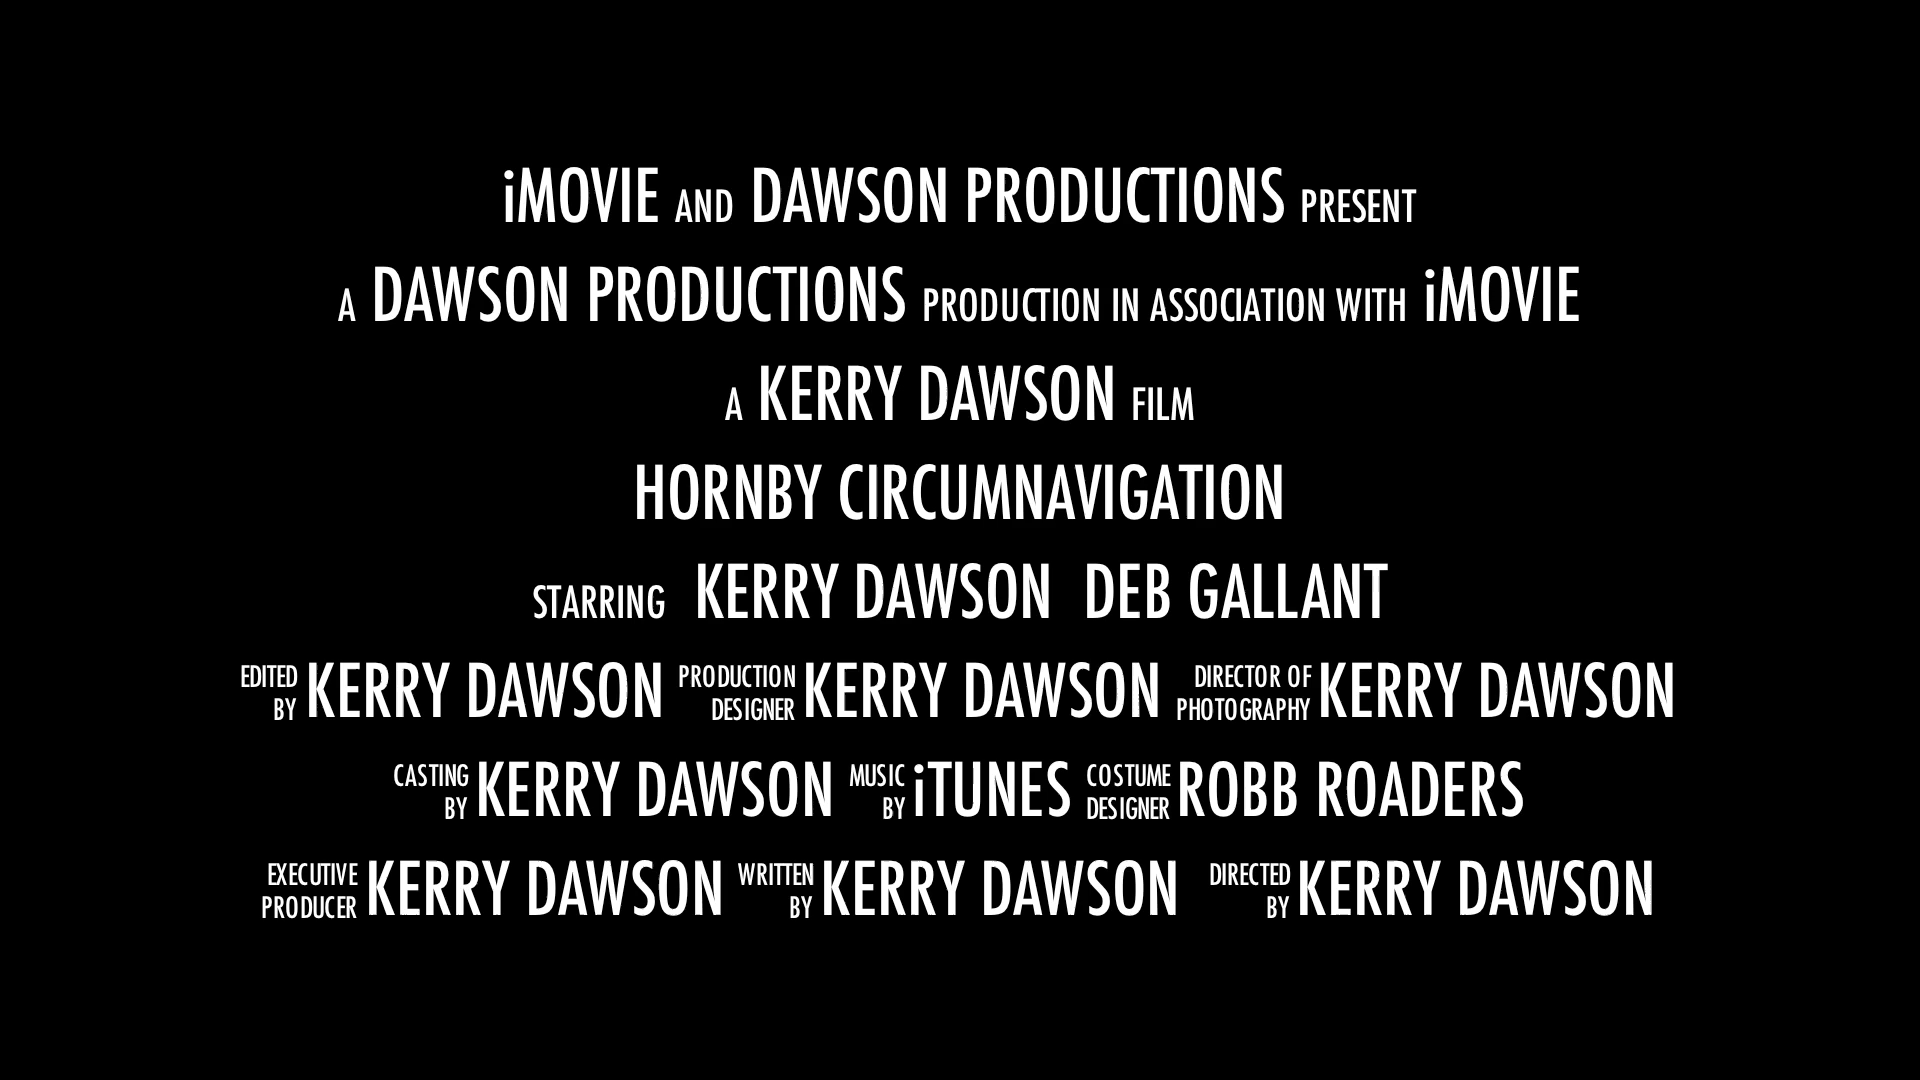 iMOVIE AND DAWSON PRODUCTIONS PRESENT
A DAWSON PRODUCTIONS PRODUCTION IN ASSOCIATION WITH iMOVIE
A KERRY DAWSON FILM
HORNBY CIRCUMNAVIGATION
STARRING KERRY DAWSON DEB GALLANT
EDITED BY KERRY DAWSON PRODUCTION DESIGNER KERRY DAWSON DIRECTOR OF PHOTOGRAPHY KERRY DAWSON
CASTING BY KERRY DAWSON MUSIC BY iTUNES COSTUME DESIGNER ROBB ROADERS
EXECUTIVE PRODUCER KERRY DAWSON WRITTEN BY KERRY DAWSON DIRECTED BY KERRY DAWSON